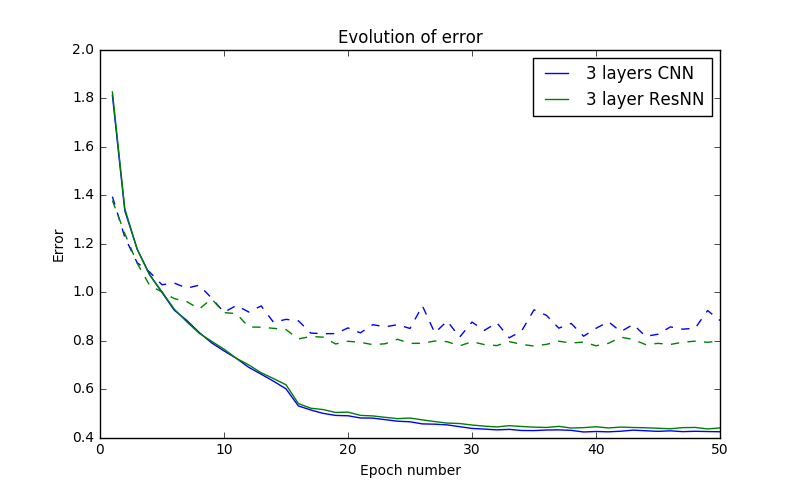 Evolution of error
3 layers CNN
3 layer ResNN
2.0
1.8
1.6
1.4
1.2
1.0
0.8
0.6
0.4
Error
0 10 20 30 40 50
Epoch number